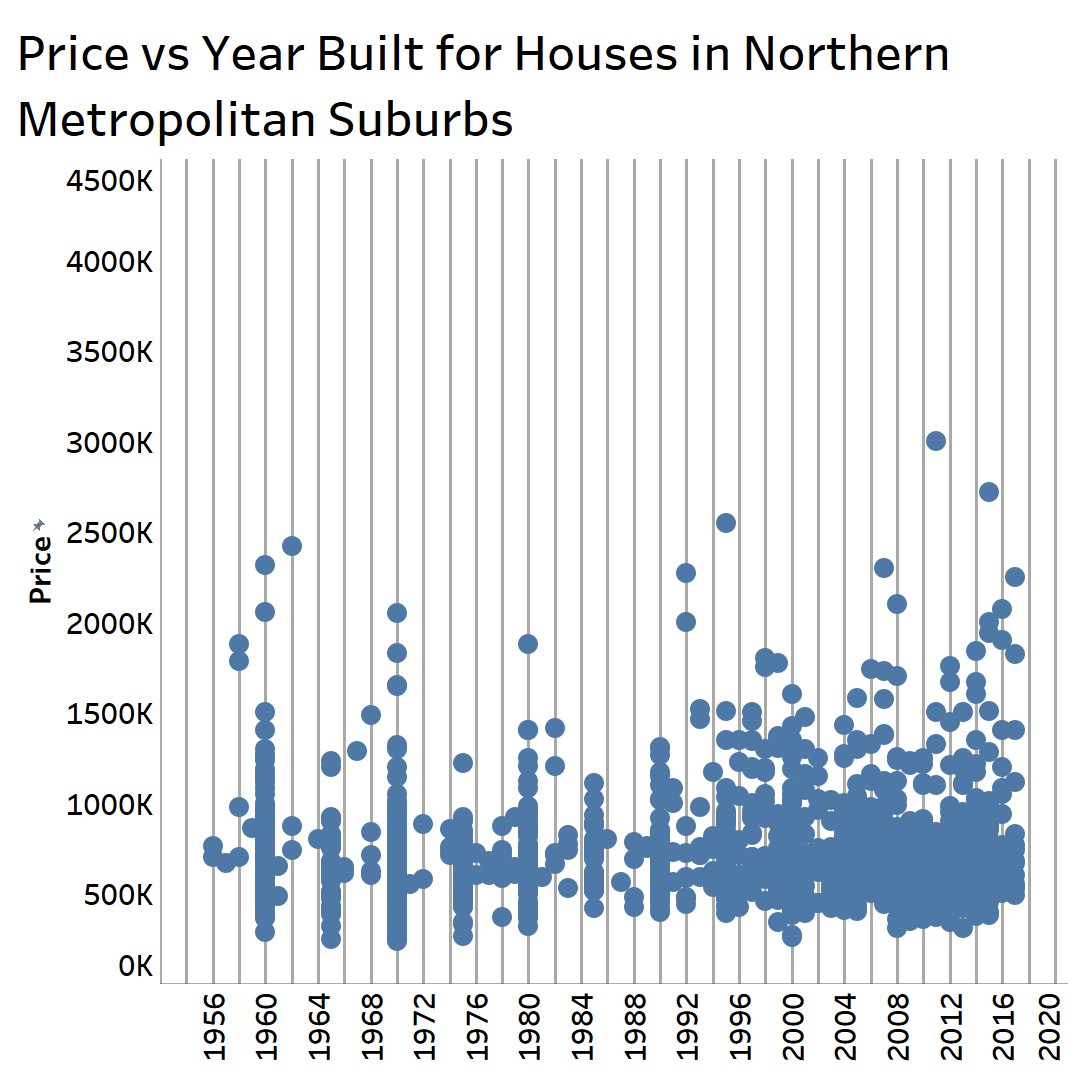 Price vs Year Built for Houses in Northern
Metropolitan Suburbs
4500K
4000K
3500K
3000K
2500K
2000K
1500K
1000K
500K
0K
Price
1956 1960 1964 1968 1972 1976 1980 1984 1988 1992 1996 2000 2004 2008 2012 2016 2020